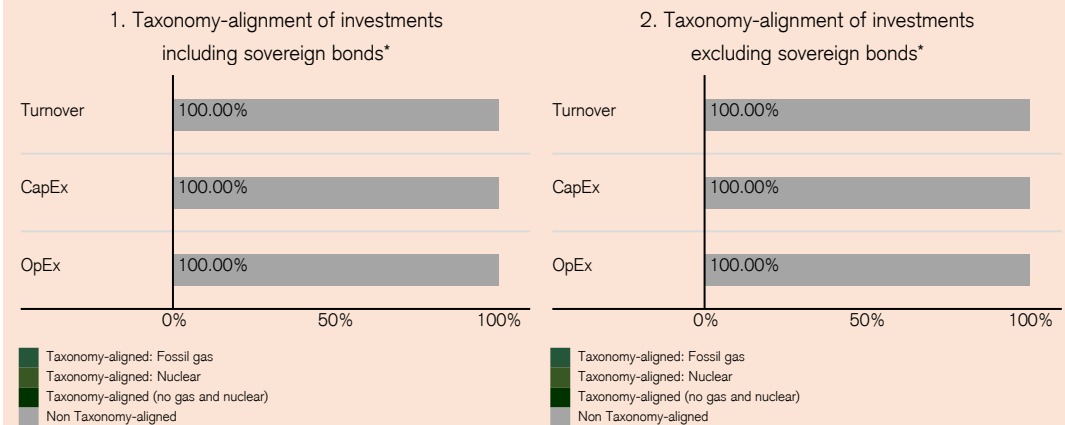 1. Taxonomy-alignment of investments
including sovereign bonds*
Turnover
100.00%
CapEx
100.00%
OpEx
100.00%
0%
50%
100%
Taxonomy-aligned: Fossil gas
Taxonomy-aligned: Nuclear
Taxonomy-aligned (no gas and nuclear)
Non Taxonomy-aligned
2. Taxonomy-alignment of investments
excluding sovereign bonds*
Turnover
100.00%
CapEx
100.00%
OpEx
100.00%
0%
50%
100%
Taxonomy-aligned: Fossil gas
Taxonomy-aligned: Nuclear
Taxonomy-aligned (no gas and nuclear)
Non Taxonomy-aligned